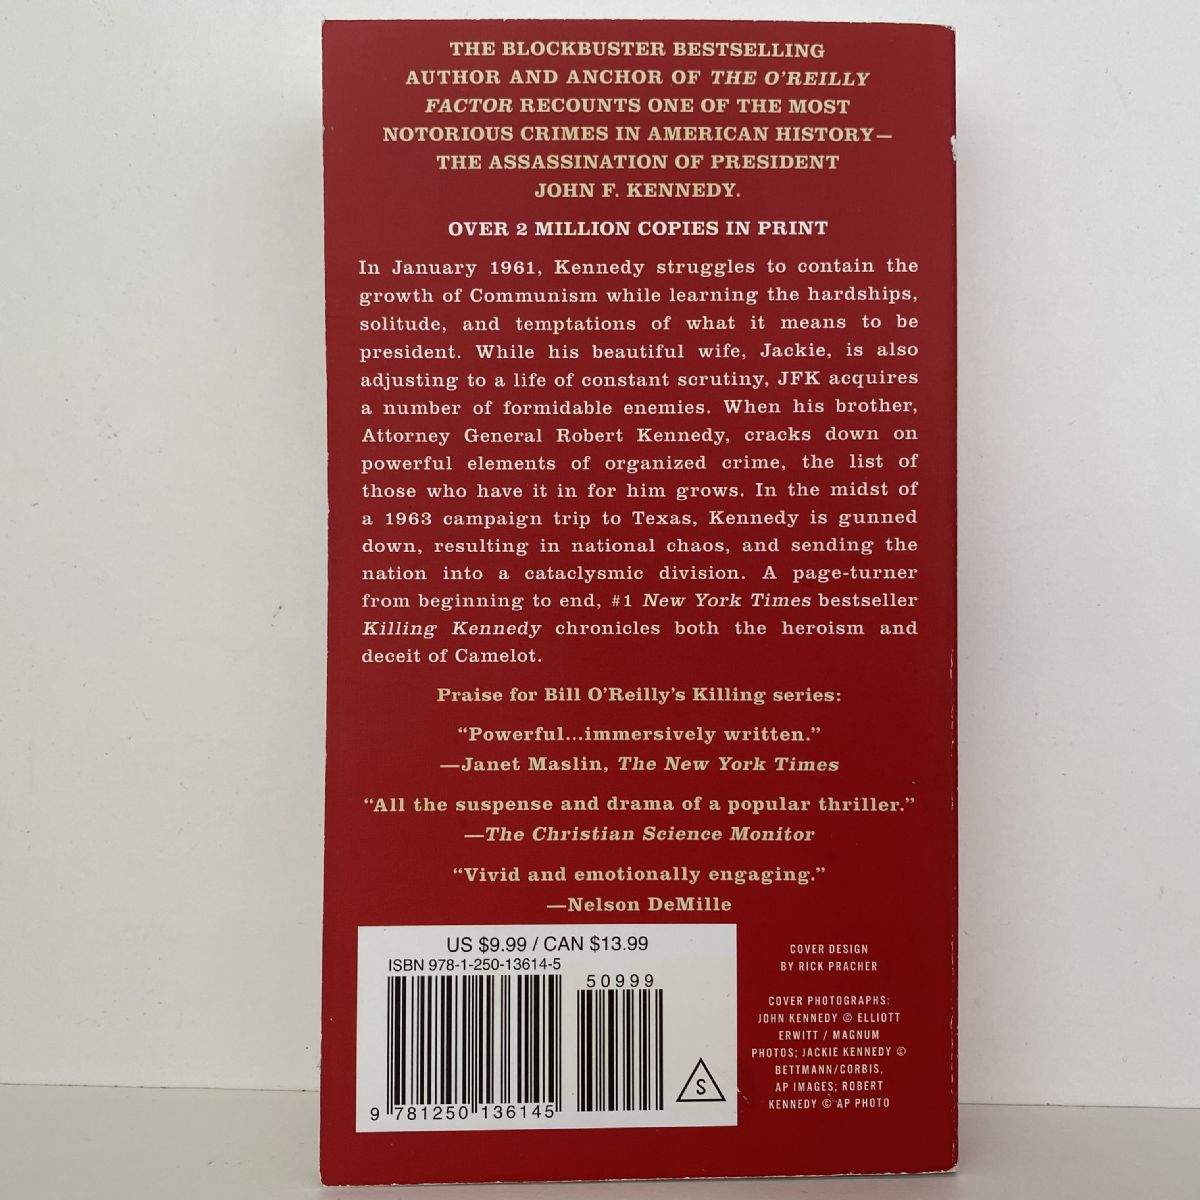 THE BLOCKBUSTER BESTSELLING
AUTHOR AND ANCHOR OF THE O'REILLY
FACTOR RECOUNTS ONE OF THE MOST
NOTORIOUS CRIMES IN AMERICAN HISTORY—
THE ASSASSINATION OF PRESIDENT
JOHN F. KENNEDY.
OVER 2 MILLION COPIES IN PRINT
In January 1961, Kennedy struggles to contain the
growth of Communism while learning the hardships,
solitude, and temptations of what it means to be
president. While his beautiful wife, Jackie, is also
adjusting to a life of constant scrutiny, JFK acquires
a number of formidable enemies. When his brother,
Attorney General Robert Kennedy, cracks down on
powerful elements of organized crime, the list of
those who have it in for him grows. In the midst of
a 1963 campaign trip to Texas, Kennedy is gunned
down, resulting in national chaos, and sending the
nation into a cataclysmic division. A page-turner
from beginning to end, #1 New York Times bestseller
Killing Kennedy chronicles both the heroism and
deceit of Camelot.
Praise for Bill O'Reilly's Killing series:
“Powerful...immersively written.”
—Janet Maslin, The New York Times
“All the suspense and drama of a popular thriller.”
—The Christian Science Monitor
“Vivid and emotionally engaging.”
—Nelson DeMille
US $9.99 / CAN $13.99
ISBN 978-1-250-13614-5
50999
9 781250 136145
S
COVER DESIGN
BY RICK PRACHER
COVER PHOTOGRAPHS:
JOHN KENNEDY © ELLIOTT
ERWITT / MAGNUM
PHOTOS; JACKIE KENNEDY ©
BETTMANN/CORBIS,
AP IMAGES; ROBERT
KENNEDY © AP PHOTO